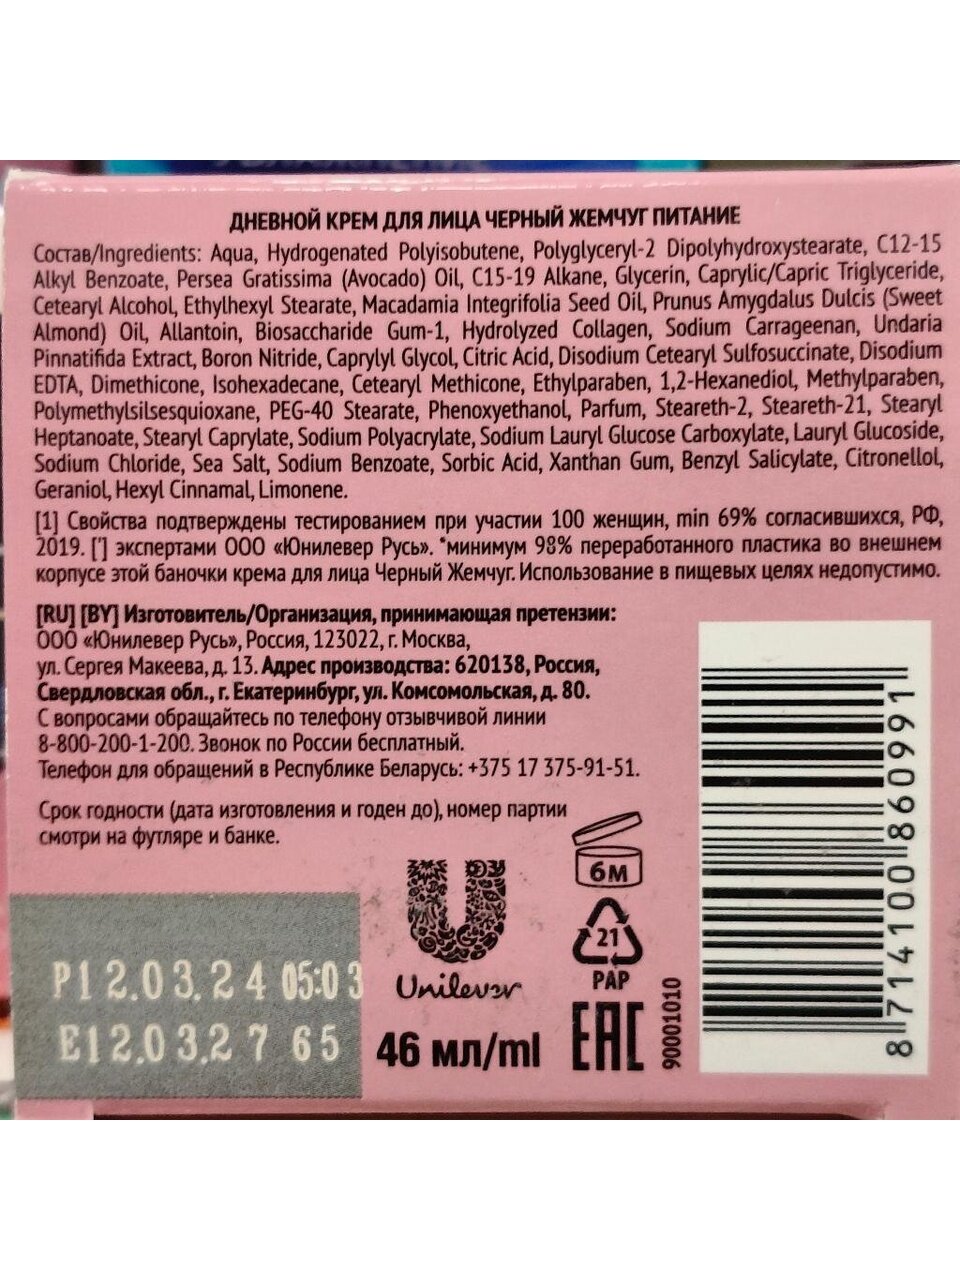 ДНЕВНОЙ КРЕМ ДЛЯ ЛИЦА ЧЕРНЫЙ ЖЕМЧУГ ПИТАНИЕ
Состав/Ingredients: Aqua, Hydrogenated Polyisobutene, Polyglyceryl-2 Dipolyhydroxystearate, C12-15
Alkyl Benzoate, Persea Gratissima (Avocado) Oil, C15-19 Alkane, Glycerin, Caprylic/Capric Triglyceride,
Cetearyl Alcohol, Ethylhexyl Stearate, Macadamia Integrifolia Seed Oil, Prunus Amygdalus Dulcis (Sweet
Almond) Oil, Allantoin, Biosaccharide Gum-1, Hydrolyzed Collagen, Sodium Carrageenan, Undaria
Pinnatifida Extract, Boron Nitride, Caprylyl Glycol, Citric Acid, Disodium Cetearyl Sulfosuccinate, Disodium
EDTA, Dimethicone, Isohexadecane, Cetearyl Methicone, Ethylparaben, 1,2-Hexanediol, Methylparaben,
Polymethylsilsesquioxane, PEG-40 Stearate, Phenoxyethanol, Parfum, Steareth-2, Steareth-21, Stearyl
Heptanoate, Stearyl Caprylate, Sodium Polyacrylate, Sodium Lauryl Glucose Carboxylate, Lauryl Glucoside,
Sodium Chloride, Sea Salt, Sodium Benzoate, Sorbic Acid, Xanthan Gum, Benzyl Salicylate, Citronellol,
Geraniol, Hexyl Cinnamal, Limonene.
[1] Свойства подтверждены тестированием при участии 100 женщин, min 69% согласившихся, РФ,
2019. [*] экспертами ООО «Юнилевер Русь». *минимум 98% переработанного пластика во внешнем
корпусе этой баночки крема для лица Черный Жемчуг. Использование в пищевых целях недопустимо.
[RU] [BY] Изготовитель/Организация, принимающая претензии:
ООО «Юнилевер Русь», Россия, 123022, г. Москва,
ул. Сергея Макеева, д. 13. Адрес производства: 620138, Россия,
Свердловская обл., г. Екатеринбург, ул. Комсомольская, д. 80.
С вопросами обращайтесь по телефону отзывчивой линии
8-800-200-1-200. Звонок по России бесплатный.
Телефон для обращений в Республике Беларусь: +375 17 375-91-51.
Срок годности (дата изготовления и годен до), номер партии
смотри на футляре и банке.
6М
21
PAP
Unilever
P12.03.24 05:03
E12.03.27 65
46 мл/ml
EAC
90001010
8 714100 860991